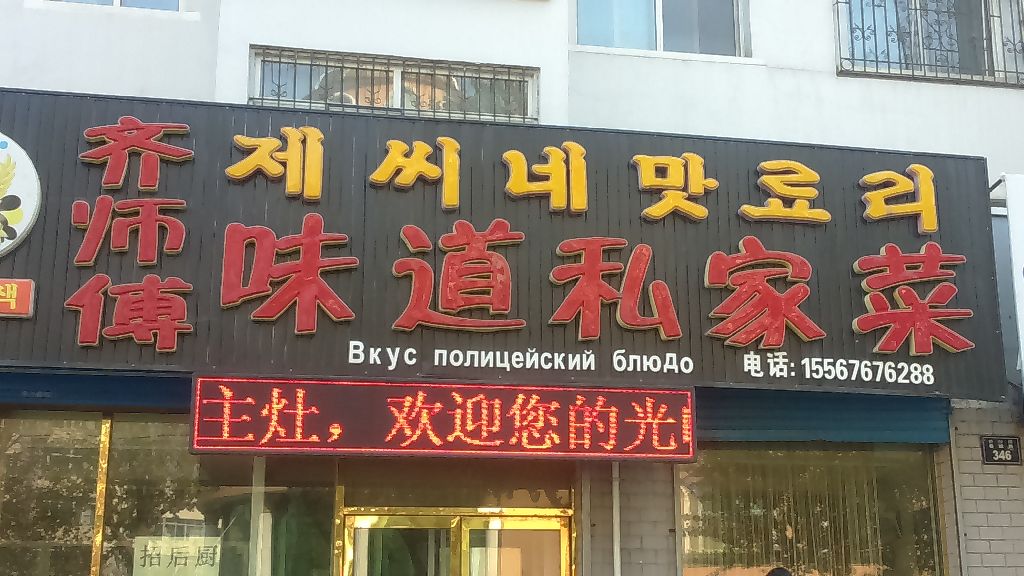 제씨네맛료리
齐师傅
味道私家菜
Вкус полицейский блюдо
电话: 15567676288
主灶，欢迎您的光
346
招后厨